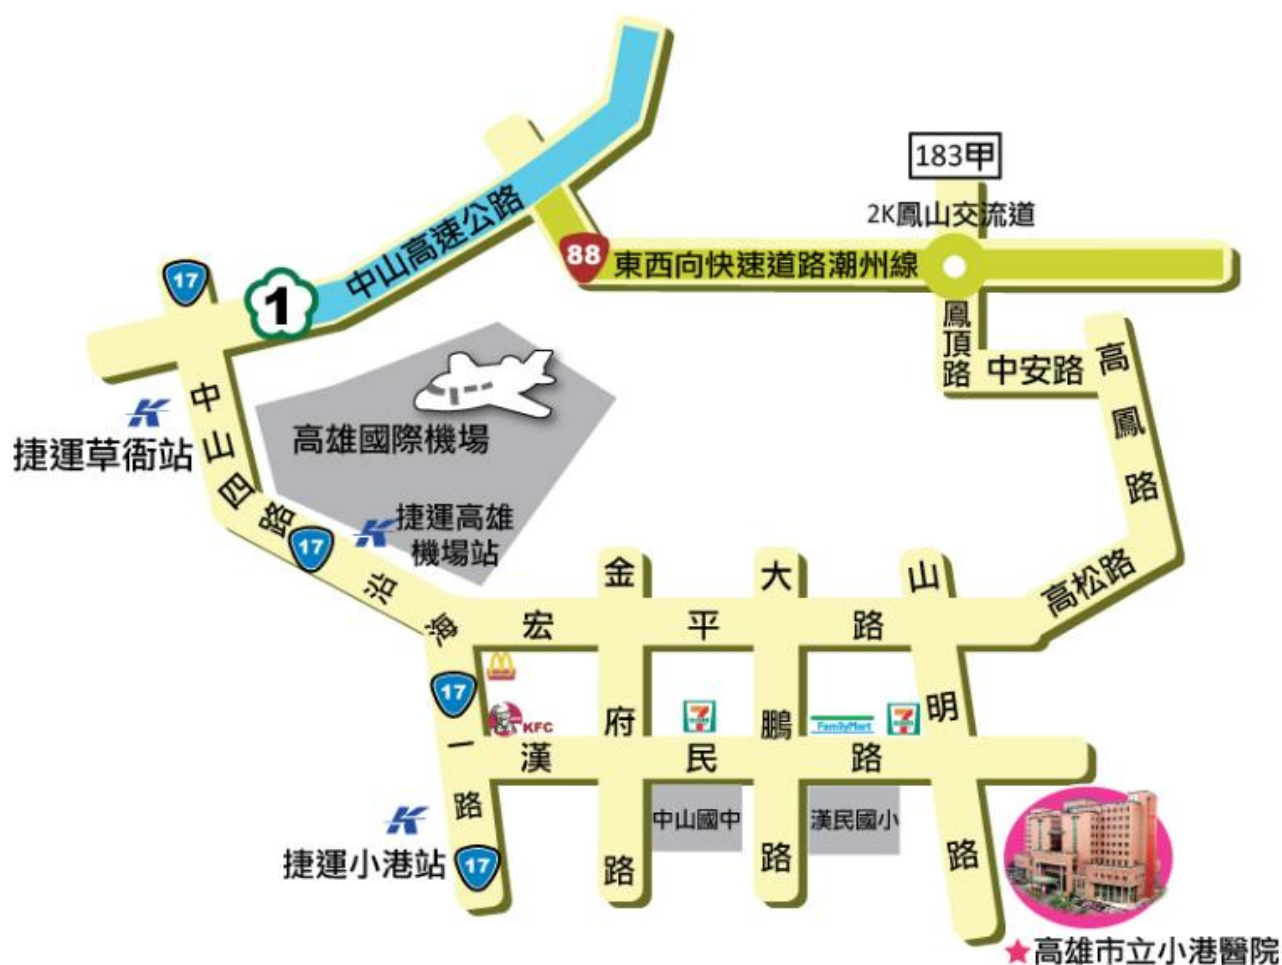 183甲
2K鳳山交流道
88
東西向快速道路潮州線
中山高速公路
17
1
鳳頂路
中安路
高鳳路
高松路
中山四路
捷運草衙站
高雄國際機場
捷運高雄
機場站
17
沿海一路
17
17
宏平路
金府路
大鵬路
山明路
漢民路
KFC
7
FamilyMart
7
中山國中
漢民國小
捷運小港站
★高雄市立小港醫院